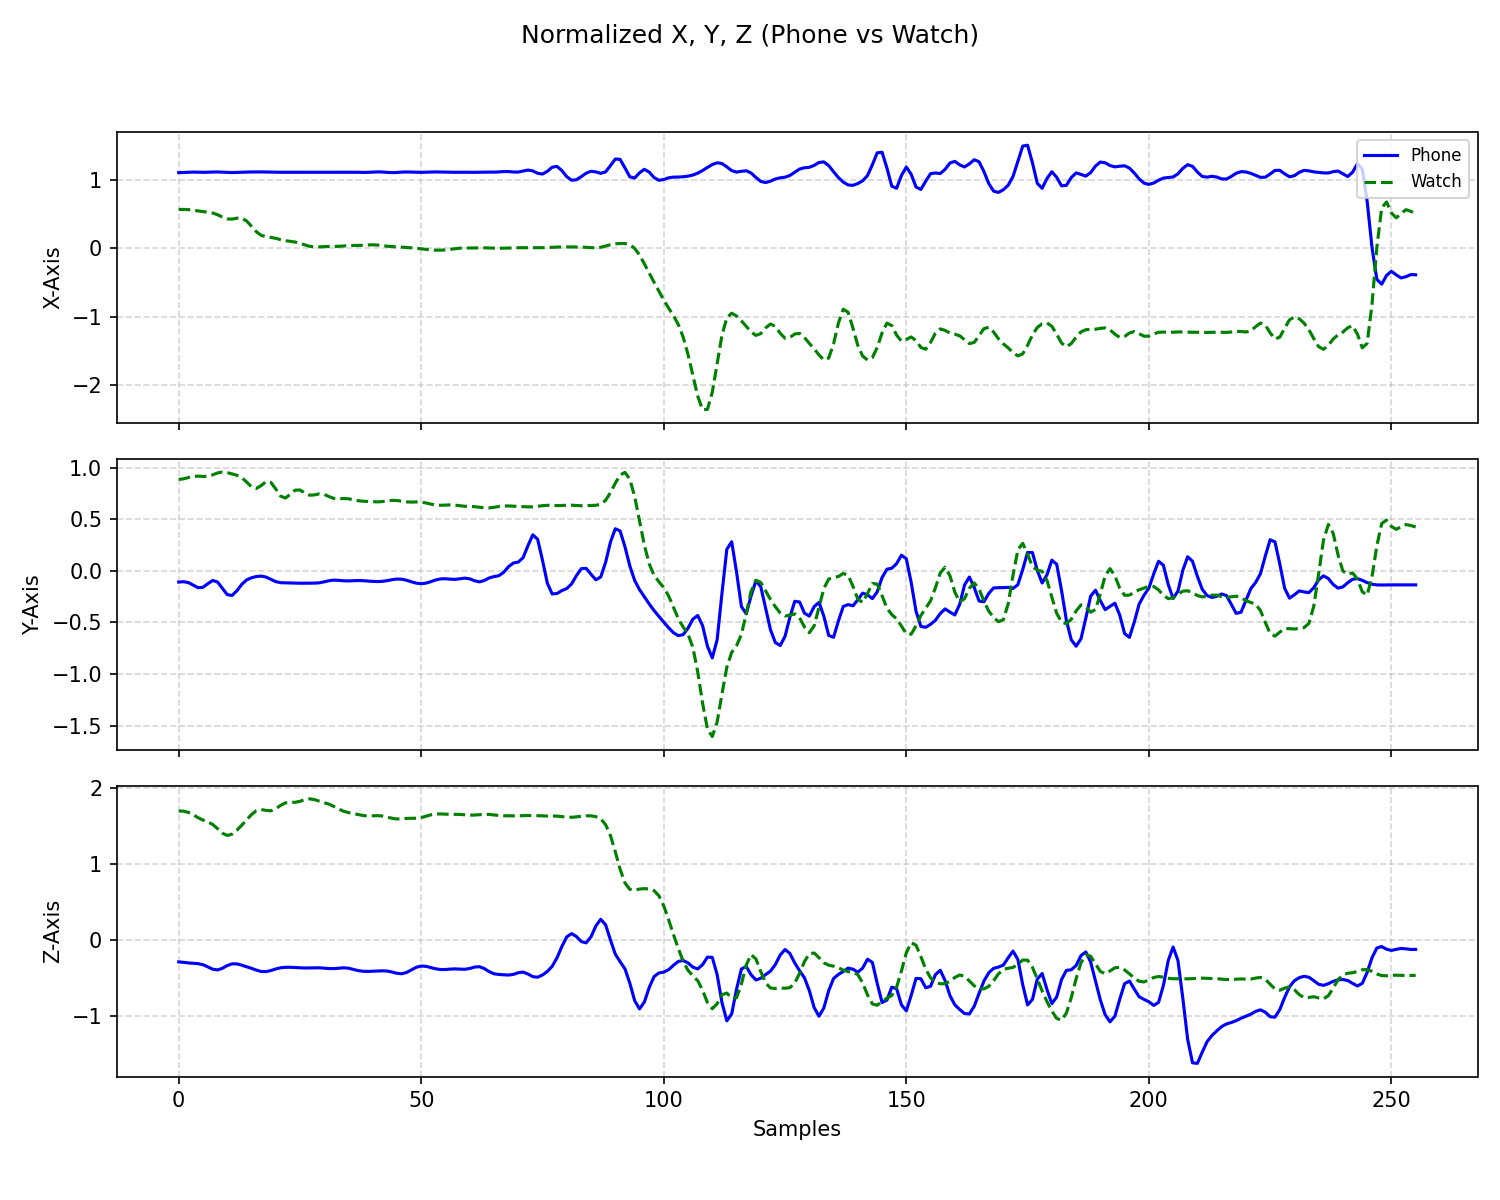 Normalized X, Y, Z (Phone vs Watch)
X-Axis
1
0
−1
−2
Phone
Watch
Y-Axis
1.0
0.5
0.0
−0.5
−1.0
−1.5
Z-Axis
2
1
0
−1
0 50 100 150 200 250
Samples